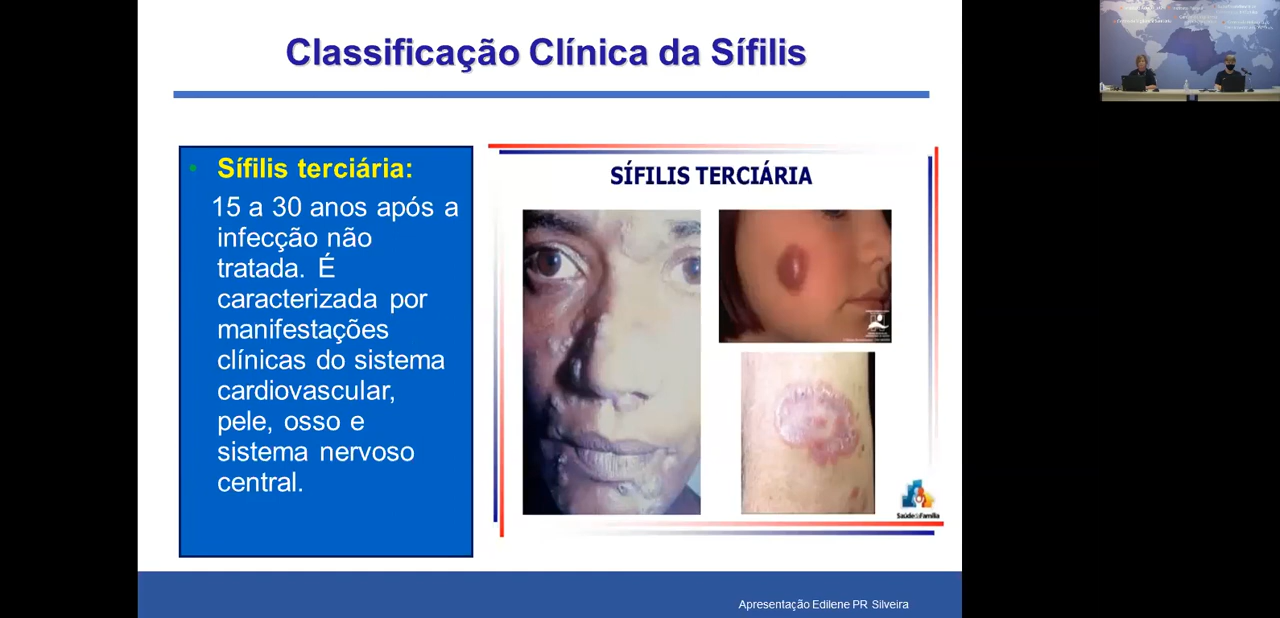 Classificação Clínica da Sífilis
• Sífilis terciária:
15 a 30 anos após a
infecção não
tratada. É
caracterizada por
manifestações
clínicas do sistema
cardiovascular,
pele, osso e
sistema nervoso
central.
SÍFILIS TERCIÁRIA
Saúde da Família
Apresentação Edilene PR Silveira